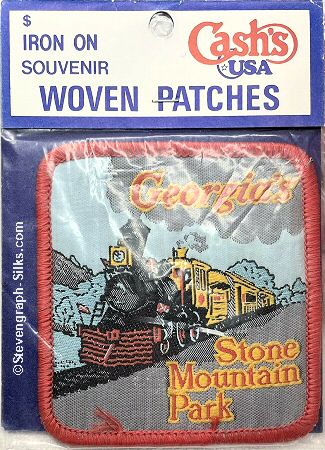 $
IRON ON
SOUVENIR
Cash's
USA
WOVEN PATCHES
Georgia's
Stone
Mountain
Park
©Stevengraph - Silks.com